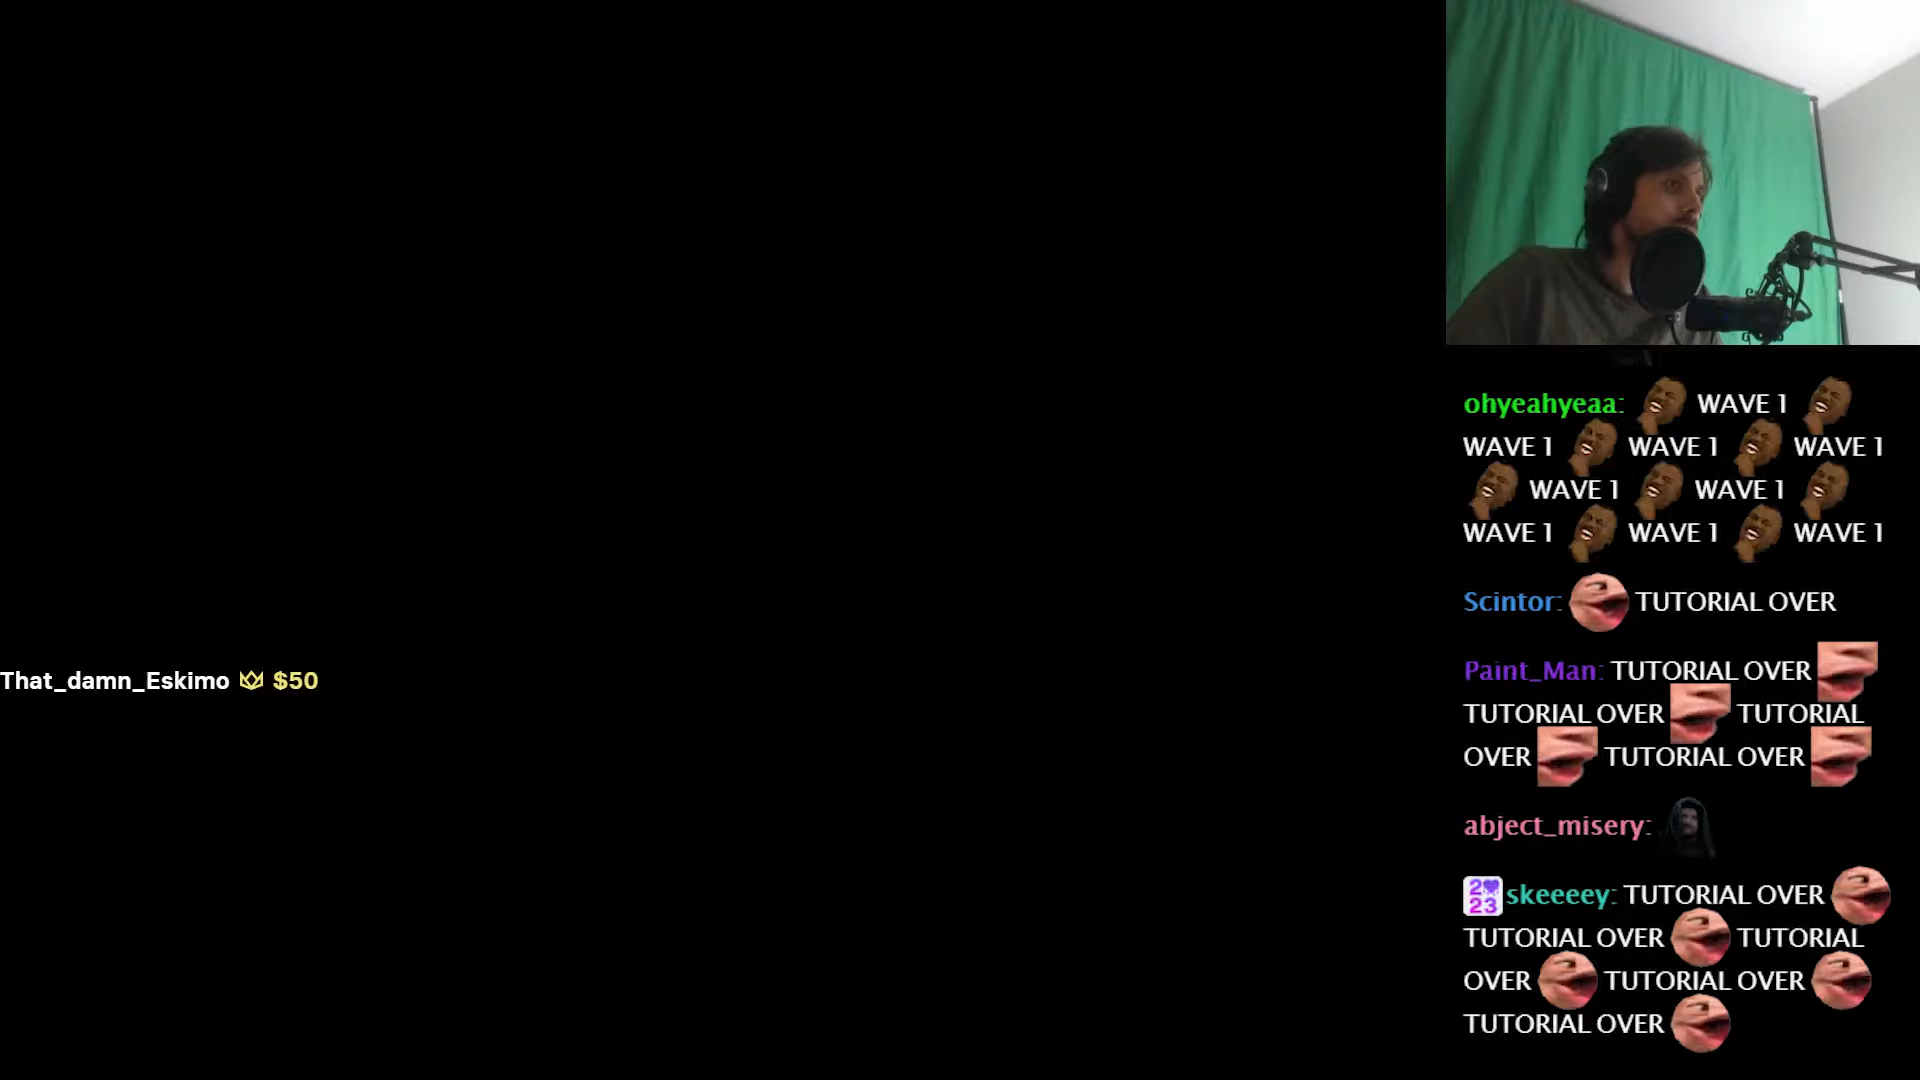 ohyeahyeaa: WAVE 1
WAVE 1 WAVE 1 WAVE 1
WAVE 1 WAVE 1
WAVE 1 WAVE 1 WAVE 1
Scintor: TUTORIAL OVER
Paint_Man: TUTORIAL OVER
TUTORIAL OVER TUTORIAL
OVER TUTORIAL OVER
abject_misery:
2 23 skeeeey: TUTORIAL OVER
TUTORIAL OVER TUTORIAL
OVER TUTORIAL OVER
TUTORIAL OVER
That_damn_Eskimo $50